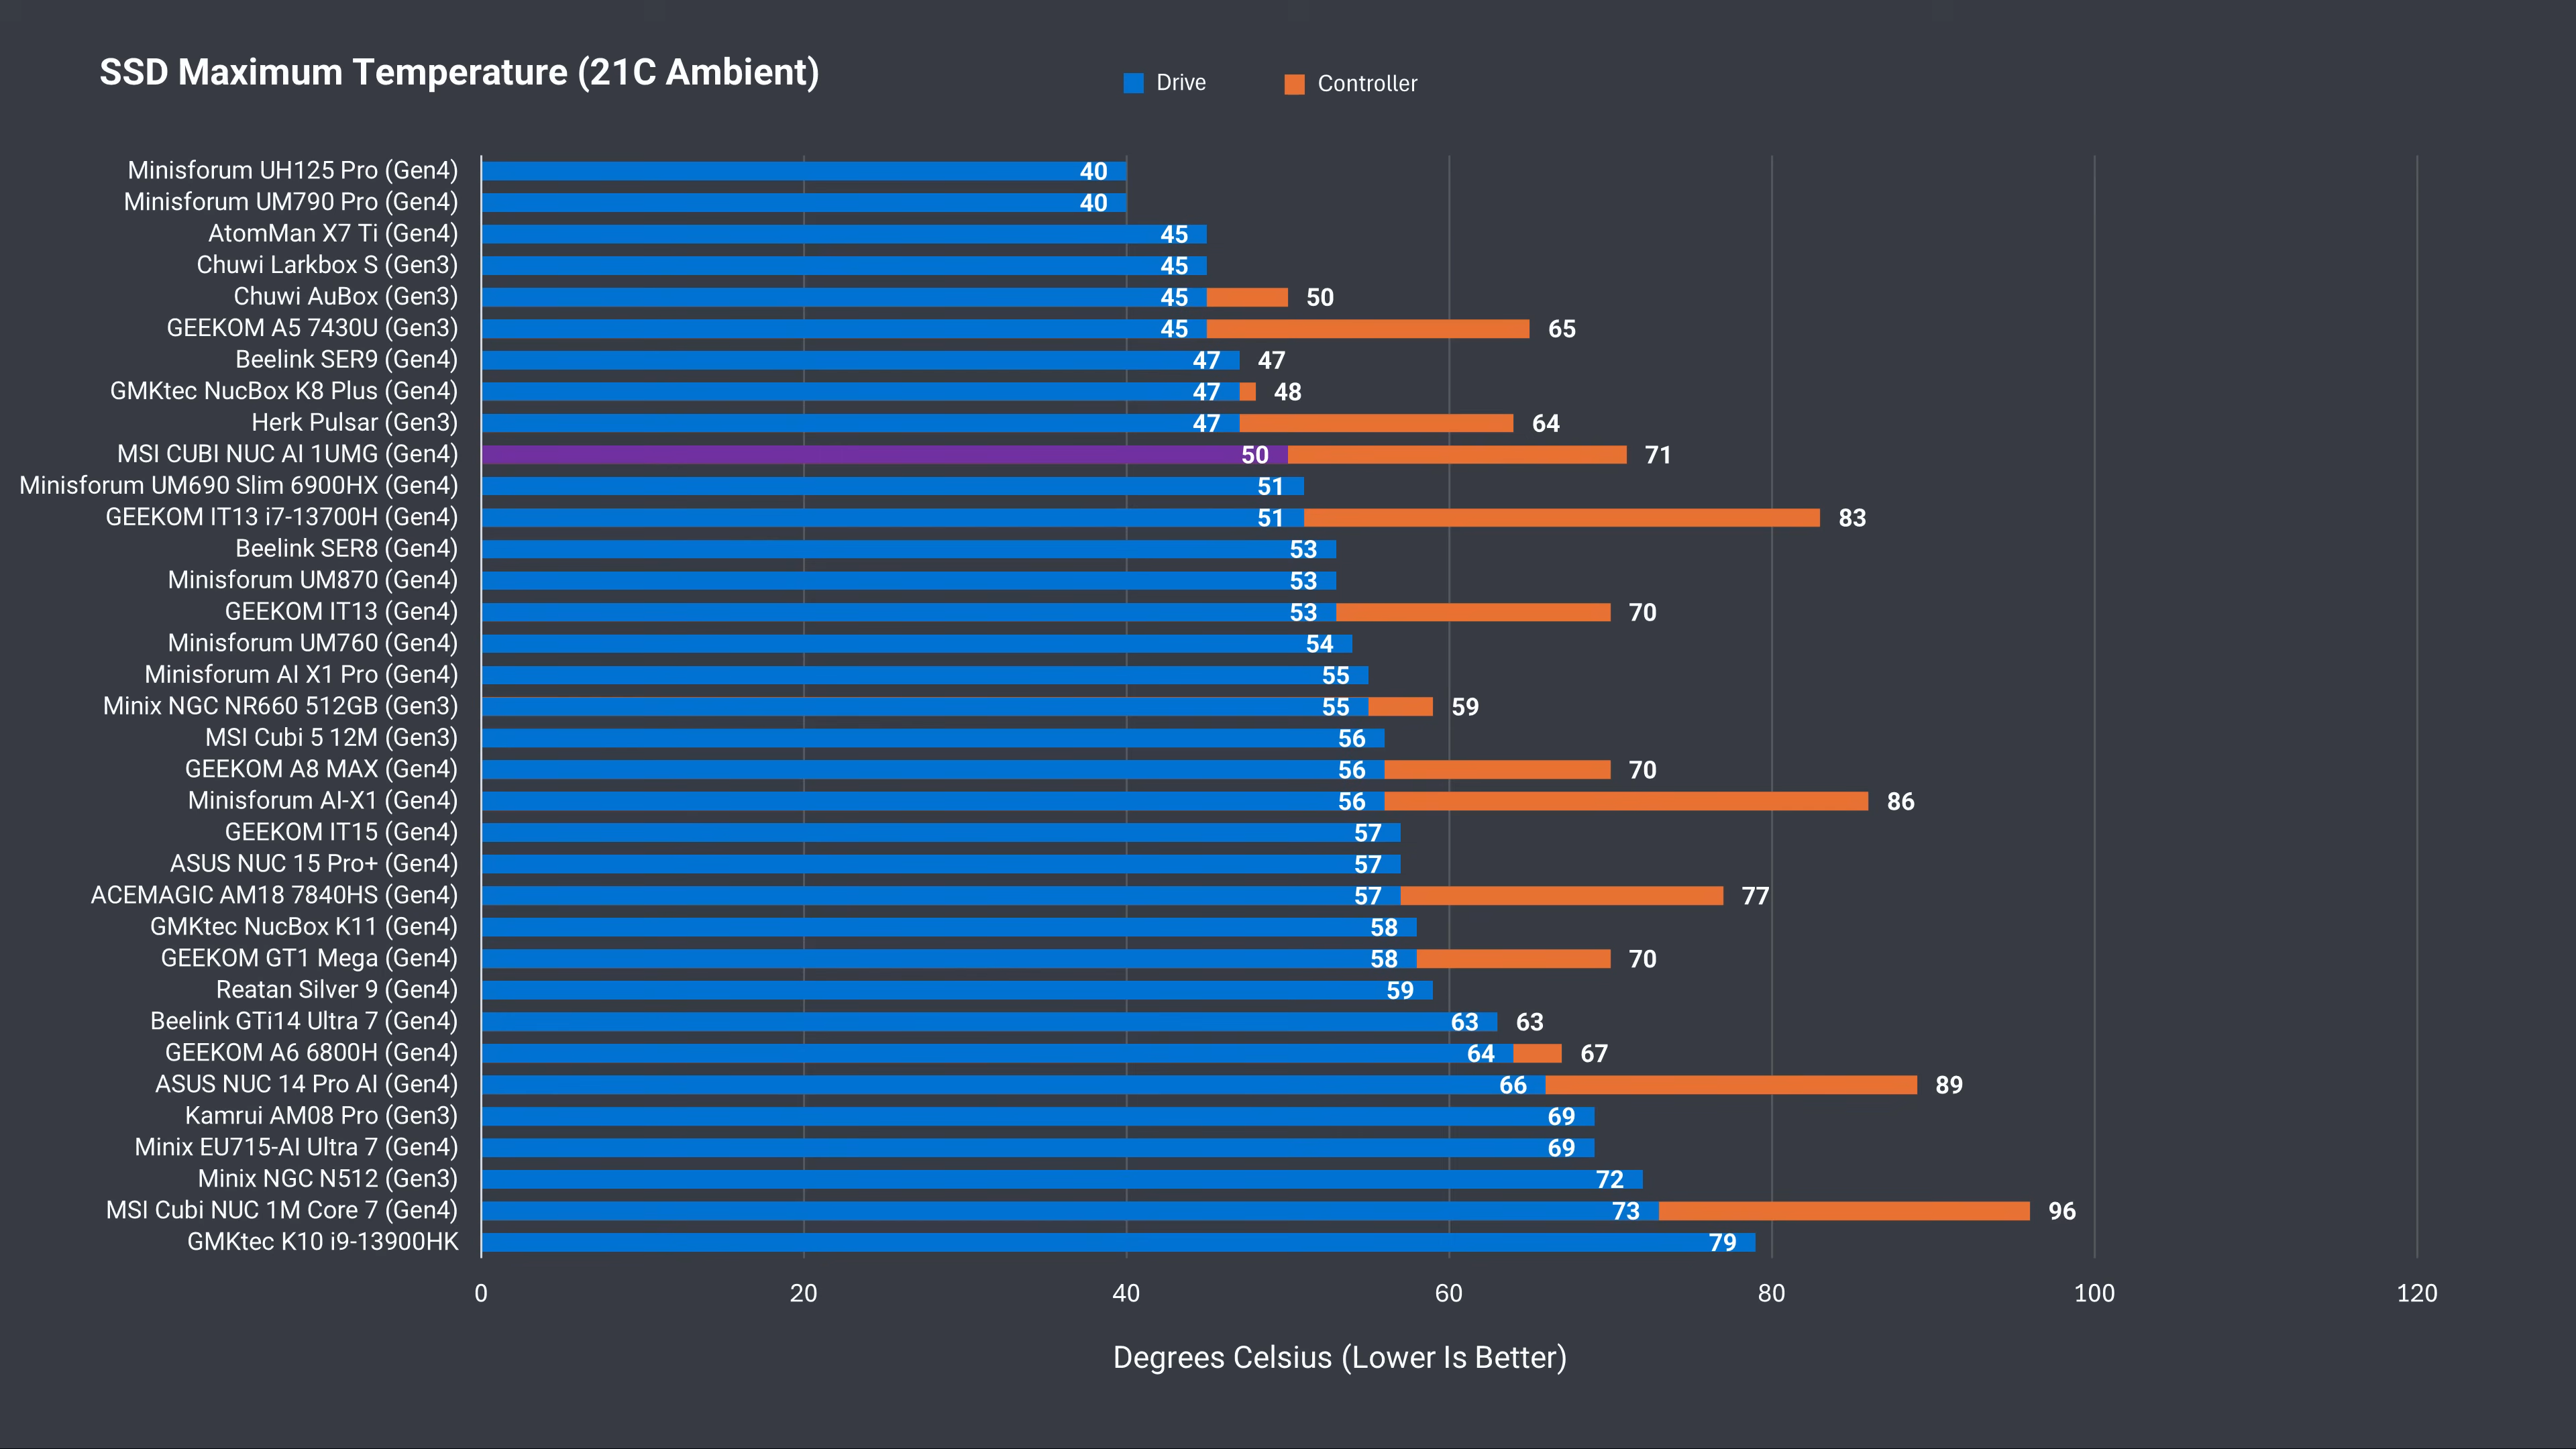 SSD Maximum Temperature (21C Ambient)
Drive Controller
Minisforum UH125 Pro (Gen4) 40
Minisforum UM790 Pro (Gen4) 40
AtomMan X7 Ti (Gen4) 45
Chuwi Larkbox S (Gen3) 45
Chuwi AuBox (Gen3) 45 50
GEEKOM A5 7430U (Gen3) 45 65
Beelink SER9 (Gen4) 47 47
GMKtec NucBox K8 Plus (Gen4) 47 48
Herk Pulsar (Gen3) 47 64
MSI CUBI NUC AI 1UMG (Gen4) 50 71
Minisforum UM690 Slim 6900HX (Gen4) 51
GEEKOM IT13 i7-13700H (Gen4) 51 83
Beelink SER8 (Gen4) 53
Minisforum UM870 (Gen4) 53
GEEKOM IT13 (Gen4) 53 70
Minisforum UM760 (Gen4) 54
Minisforum AI X1 Pro (Gen4) 55
Minix NGC NR660 512GB (Gen3) 55 59
MSI Cubi 5 12M (Gen3) 56
GEEKOM A8 MAX (Gen4) 56 70
Minisforum AI-X1 (Gen4) 56 86
GEEKOM IT15 (Gen4) 57
ASUS NUC 15 Pro+ (Gen4) 57
ACEMAGIC AM18 7840HS (Gen4) 57 77
GMKtec NucBox K11 (Gen4) 58
GEEKOM GT1 Mega (Gen4) 58 70
Reatan Silver 9 (Gen4) 59
Beelink GTi14 Ultra 7 (Gen4) 63 63
GEEKOM A6 6800H (Gen4) 64 67
ASUS NUC 14 Pro AI (Gen4) 66 89
Kamrui AM08 Pro (Gen3) 69
Minix EU715-AI Ultra 7 (Gen4) 69
Minix NGC N512 (Gen3) 72
MSI Cubi NUC 1M Core 7 (Gen4) 73 96
GMKtec K10 i9-13900HK 79
0 20 40 60 80 100 120
Degrees Celsius (Lower Is Better)